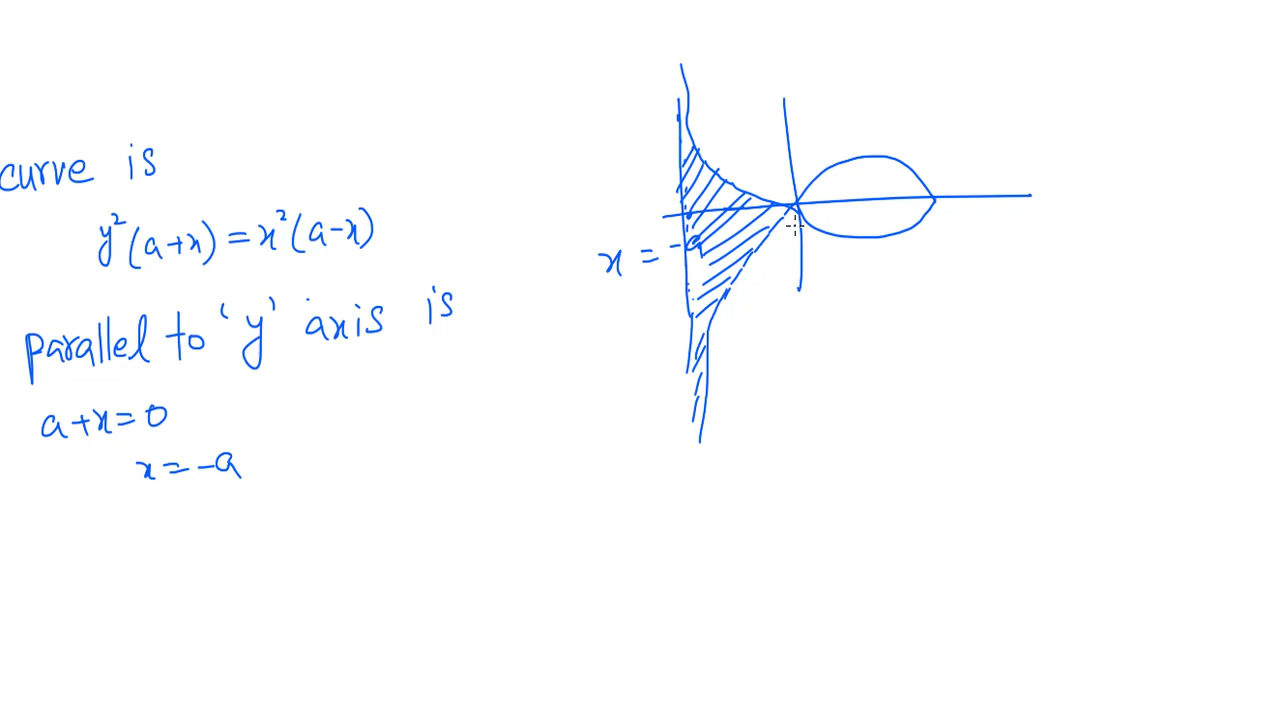 curve is
y²(a+x)=x²(a-x)
parallel to 'y' axis is
a+x=0
x=-a
x = -a